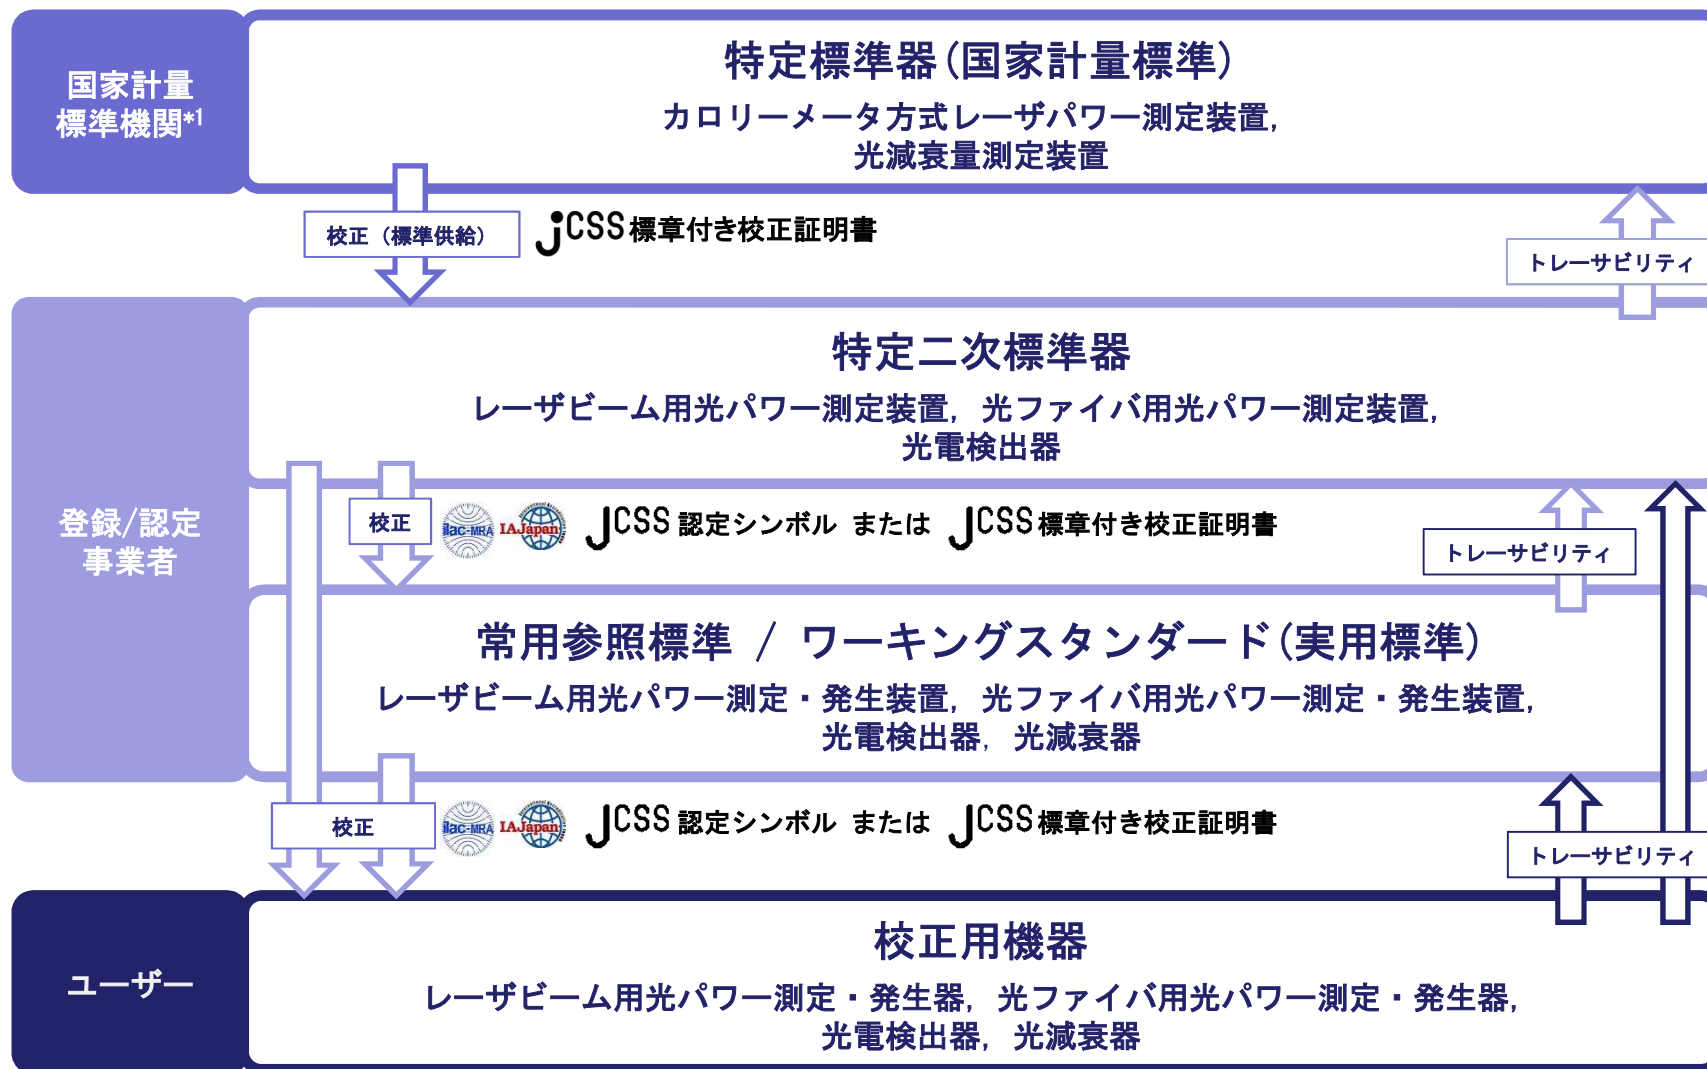 国家計量
標準機関*1
特定標準器(国家計量標準)
カロリーメータ方式レーザパワー測定装置,
光減衰量測定装置
校正(標準供給)
jCSS標章付き校正証明書
トレーサビリティ
登録/認定
事業者
特定二次標準器
レーザビーム用光パワー測定装置, 光ファイバ用光パワー測定装置,
光電検出器
校正
ilac-MRA IAJapan JCSS 認定シンボル または JCSS 標章付き校正証明書
トレーサビリティ
常用参照標準 / ワーキングスタンダード(実用標準)
レーザビーム用光パワー測定・発生装置, 光ファイバ用光パワー測定・発生装置,
光電検出器, 光減衰器
校正
ilac-MRA IAJapan JCSS 認定シンボル または JCSS 標章付き校正証明書
トレーサビリティ
ユーザー
校正用機器
レーザビーム用光パワー測定・発生器, 光ファイバ用光パワー測定・発生器,
光電検出器, 光減衰器